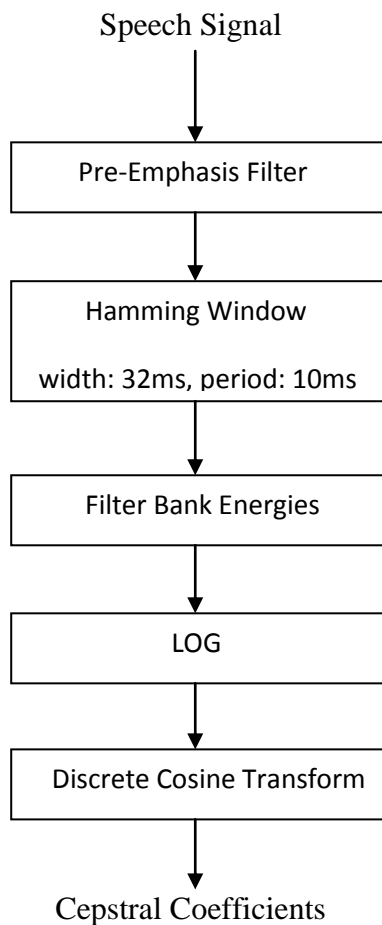 Speech Signal
Pre-Emphasis Filter
Hamming Window
width: 32ms, period: 10ms
Filter Bank Energies
LOG
Discrete Cosine Transform
Cepstral Coefficients